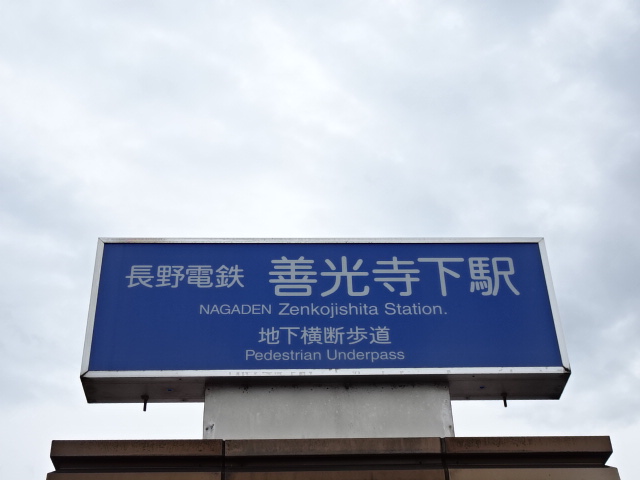 長野電鉄 善光寺下駅
NAGADEN Zenkojishita Station.
地下横断歩道
Pedestrian Underpass